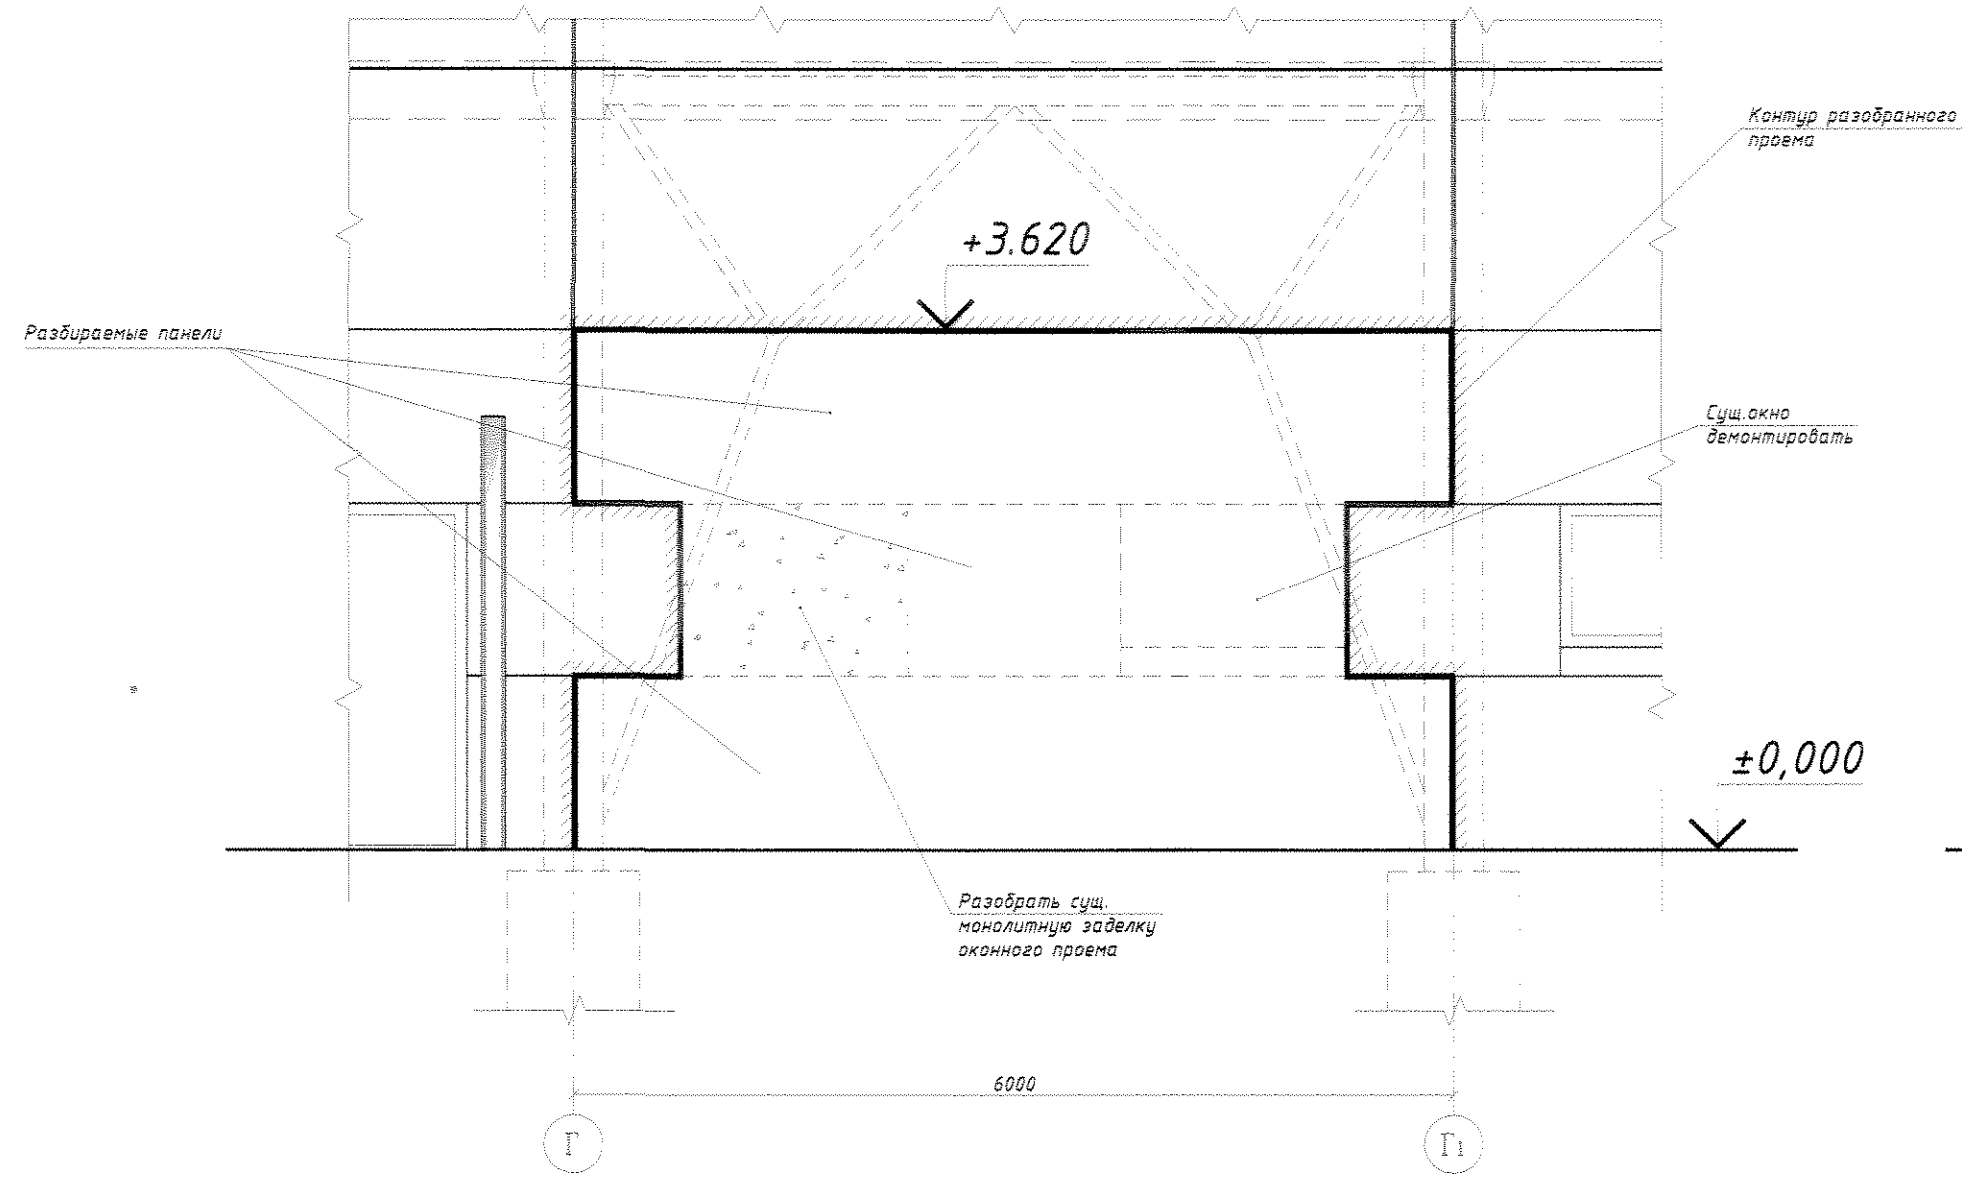 Контур разобранного
проема
+3.620
Разбираемые панели
Сущ.окно
демонтировать
±0,000
Разобрать сущ.
монолитную заделку
оконного проема
6000
Г
Г1